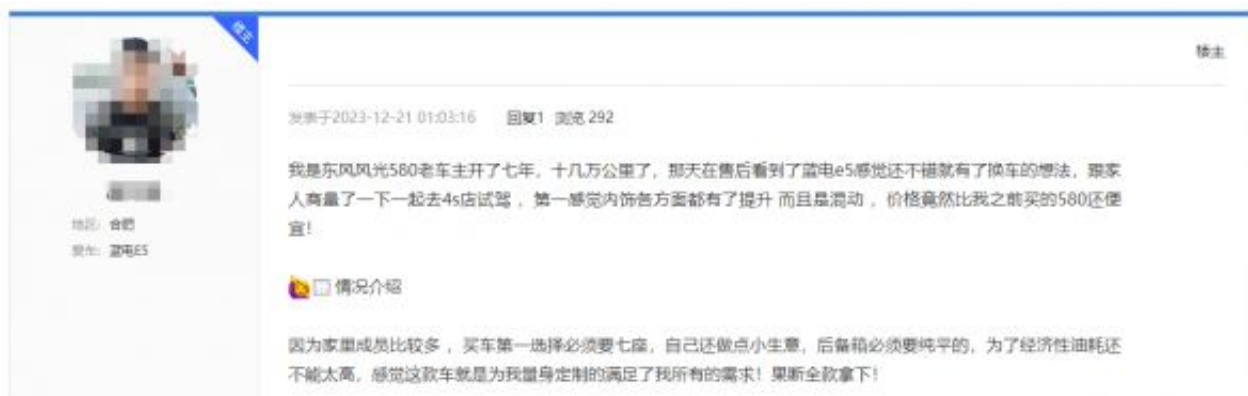 楼主
楼主
发表于2023-12-21 01:03:16 回复1 浏览 292
我是东风风光580老车主开了七年，十几万公里了，那天在售后看到了蓝电e5感觉还不错就有了换车的想法，跟家
人商量了一下一起去4s店试驾 ，第一感觉内饰各方面都有了提升 而且是混动 ，价格竟然比我之前买的580还便
宜！
地区: 合肥
爱车: 蓝电E5
情况介绍
因为家里成员比较多 ，买车第一选择必须要七座，自己还做点小生意，后备箱必须要纯平的，为了经济性油耗还
不能太高，感觉这款车就是为我量身定制的满足了我所有的需求！果断全款拿下！